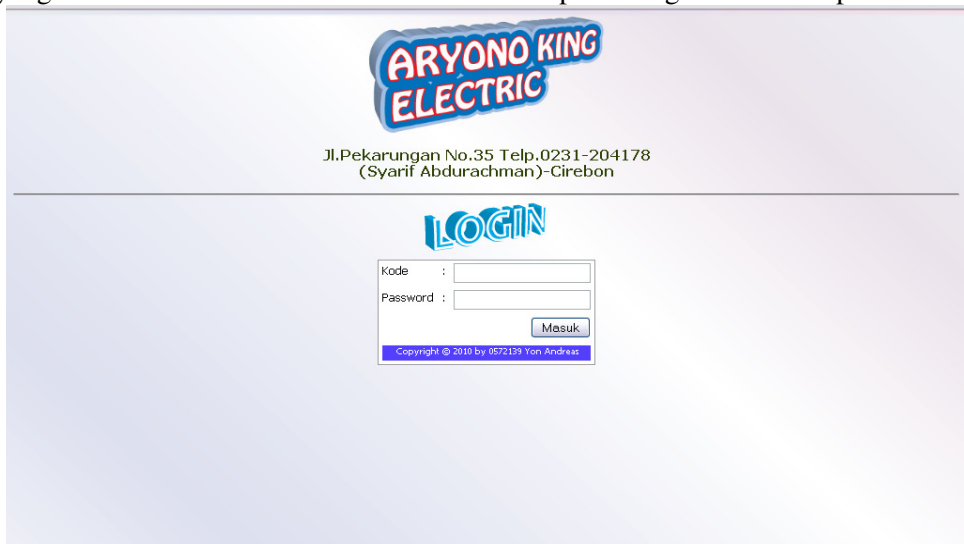 ARYONO KING
ELECTRIC
Jl.Pekarungan No.35 Telp.0231-204178
(Syarif Abdurachman)-Cirebon
LOGIN
Kode :
Password :
Masuk
Copyright © 2010 by 0572139 Yon Andreas